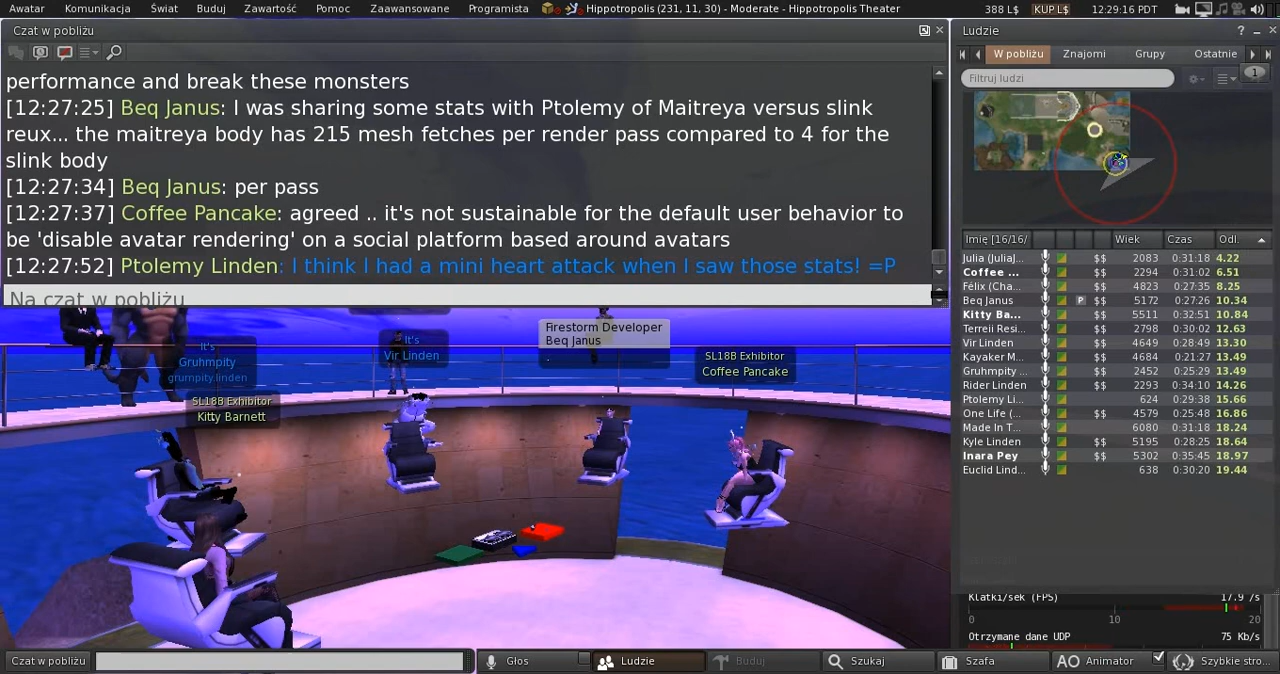 Awatar Komunikacja Świat Buduj Zawartość Pomoc Zaawansowane Programista Hippotropolis (231, 11, 30) - Moderate - Hippotropolis Theater 388 L$ KUP L$ 12:29:16 PDT
Czat w pobliżu
performance and break these monsters
[12:27:25] Beq Janus: I was sharing some stats with Ptolemy of Maitreya versus slink
reux... the maitreya body has 215 mesh fetches per render pass compared to 4 for the
slink body
[12:27:34] Beq Janus: per pass
[12:27:37] Coffee Pancake: agreed .. it's not sustainable for the default user behavior to
be 'disable avatar rendering' on a social platform based around avatars
[12:27:52] Ptolemy Linden: I think I had a mini heart attack when I saw those stats! =P
Na czat w pobliżu
It's
Gruhmpity
grumpity.linden
SL18B Exhibitor
Kitty Barnett
It's
Vir Linden
Firestorm Developer
Beq Janus
SL18B Exhibitor
Coffee Pancake
Ludzie ?
W pobliżu Znajomi Grupy Ostatnie
Filtruj ludzi 1
Imię [16/16/ Wiek Czas Odl.
Julia (JuliaJ... $$ 2083 0:31:18 4.22
Coffee ... $$ 2294 0:31:02 6.51
Félix (Cha... $$ 4823 0:27:35 8.25
Beq Janus P $$ 5172 0:27:26 10.34
Kitty Ba... $$ 5511 0:32:51 10.84
Terreii Resi... $$ 2798 0:30:02 12.63
Vir Linden $$ 4649 0:28:49 13.30
Kayaker M... $$ 4684 0:21:27 13.49
Gruhmpity ... $$ 2452 0:25:29 13.49
Rider Linden $$ 2293 0:34:10 14.26
Ptolemy Li... 624 0:29:38 15.66
One Life (... $$ 4579 0:25:48 16.86
Made In T... 6080 0:31:18 18.24
Kyle Linden $$ 5195 0:28:25 18.64
Inara Pey $$ 5302 0:35:45 18.97
Euclid Lind... 638 0:30:20 19.44
Klatki/sek (FPS) 17.9 /s
0 10 20
Otrzymane dane UDP 75 Kb/s
Czat w pobliżu Głos Ludzie Buduj Szukaj Szafa AO Animator Szybkie stro...